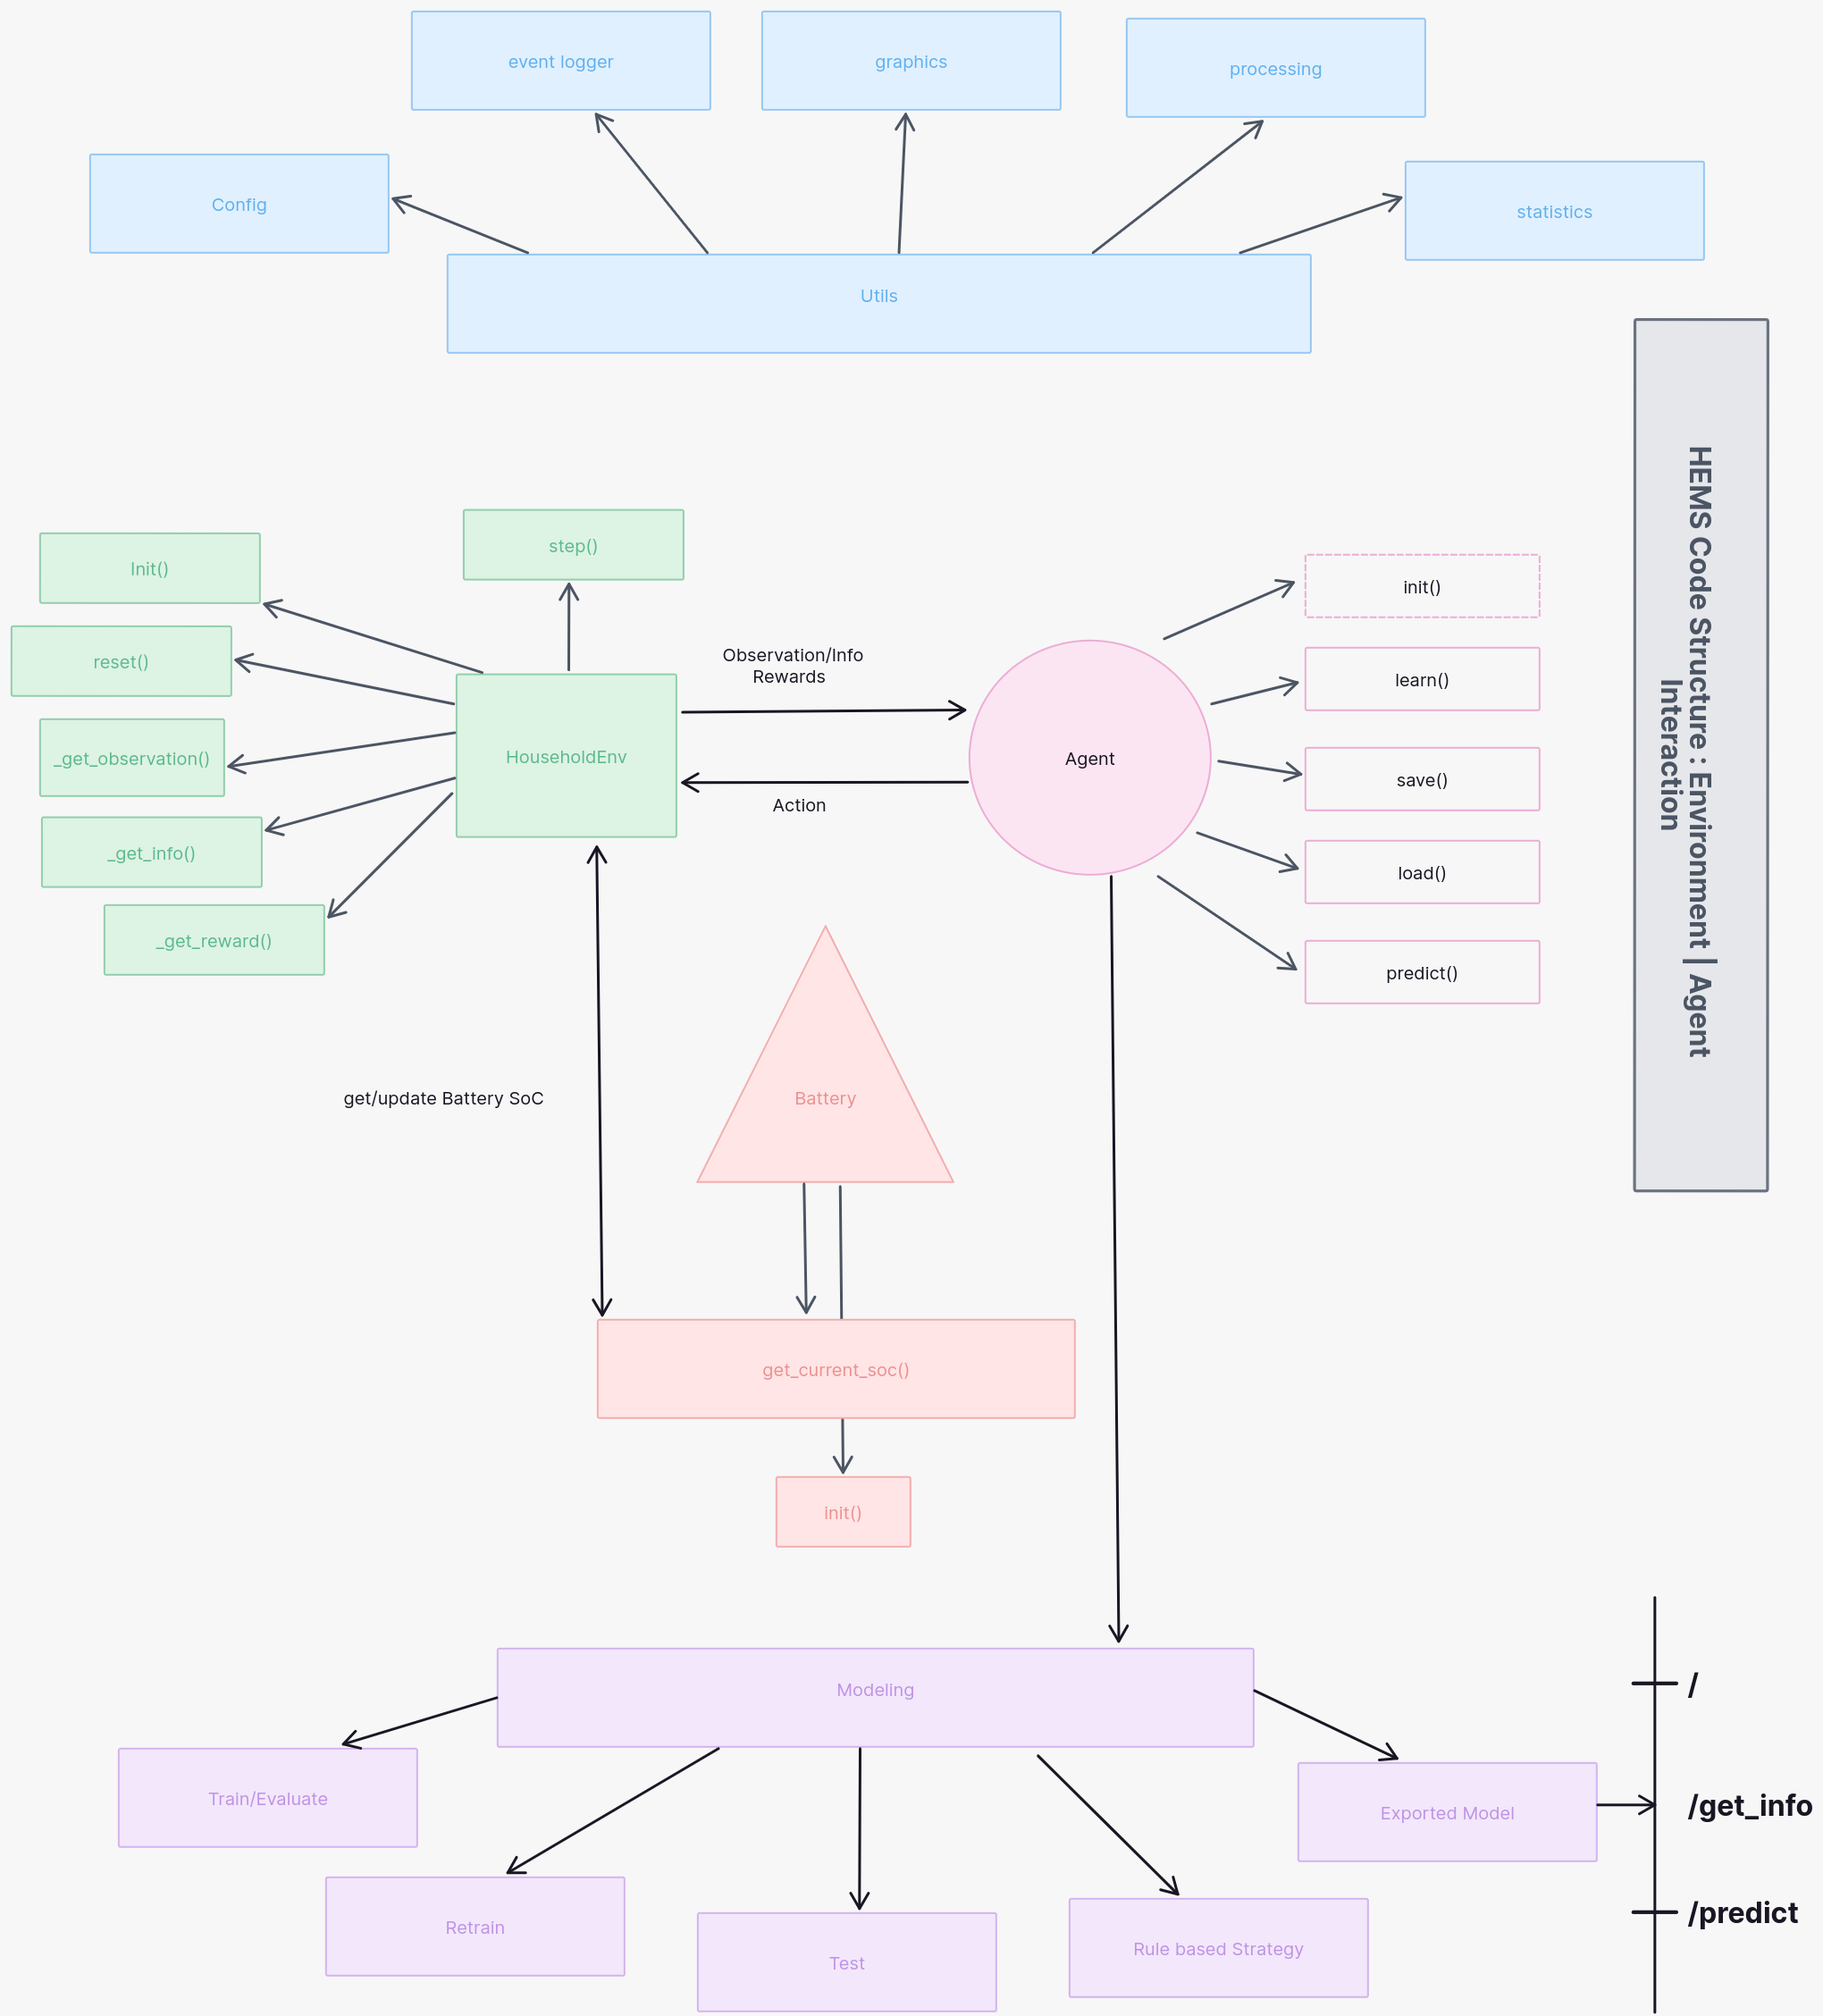 event logger
graphics
processing
Config
statistics
Utils
HEMS Code Structure : Environment | Agent
Interaction
step()
Init()
init()
reset()
Observation/Info
Rewards
learn()
_get_observation()
HouseholdEnv
Agent
save()
Action
_get_info()
load()
_get_reward()
predict()
get/update Battery SoC
Battery
get_current_soc()
init()
Modeling
/
Train/Evaluate
Exported Model
/get_info
Retrain
/predict
Test
Rule based Strategy